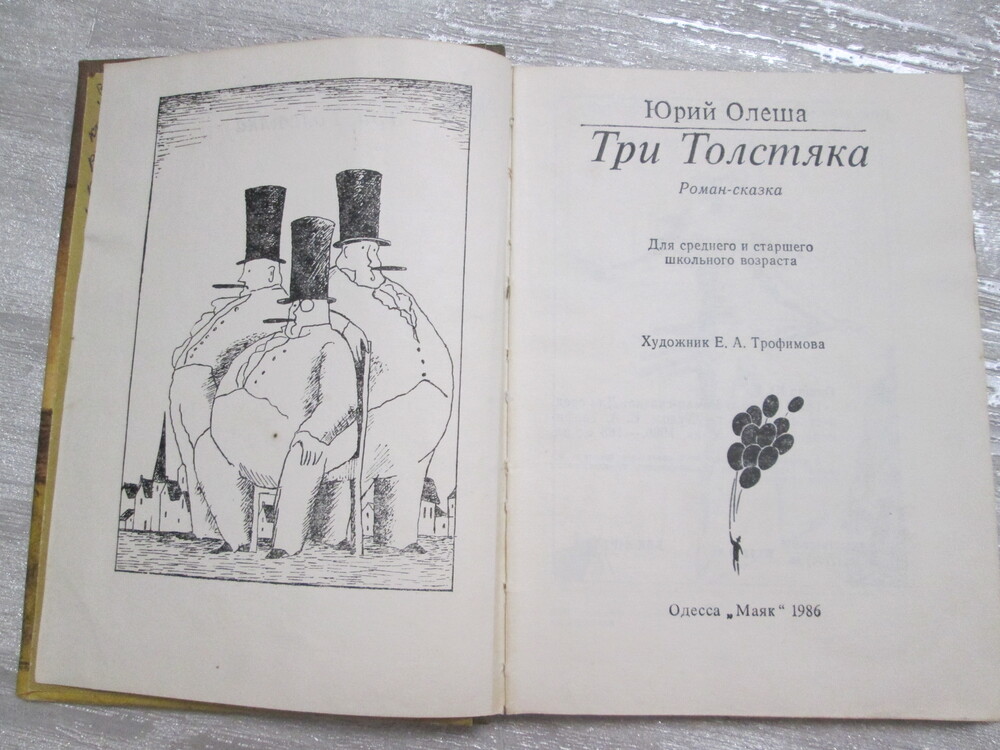 Юрий Олеша
Три Толстяка
Роман-сказка
Для среднего и старшего
школьного возраста
Художник Е. А. Трофимова
Одесса „Маяк“ 1986